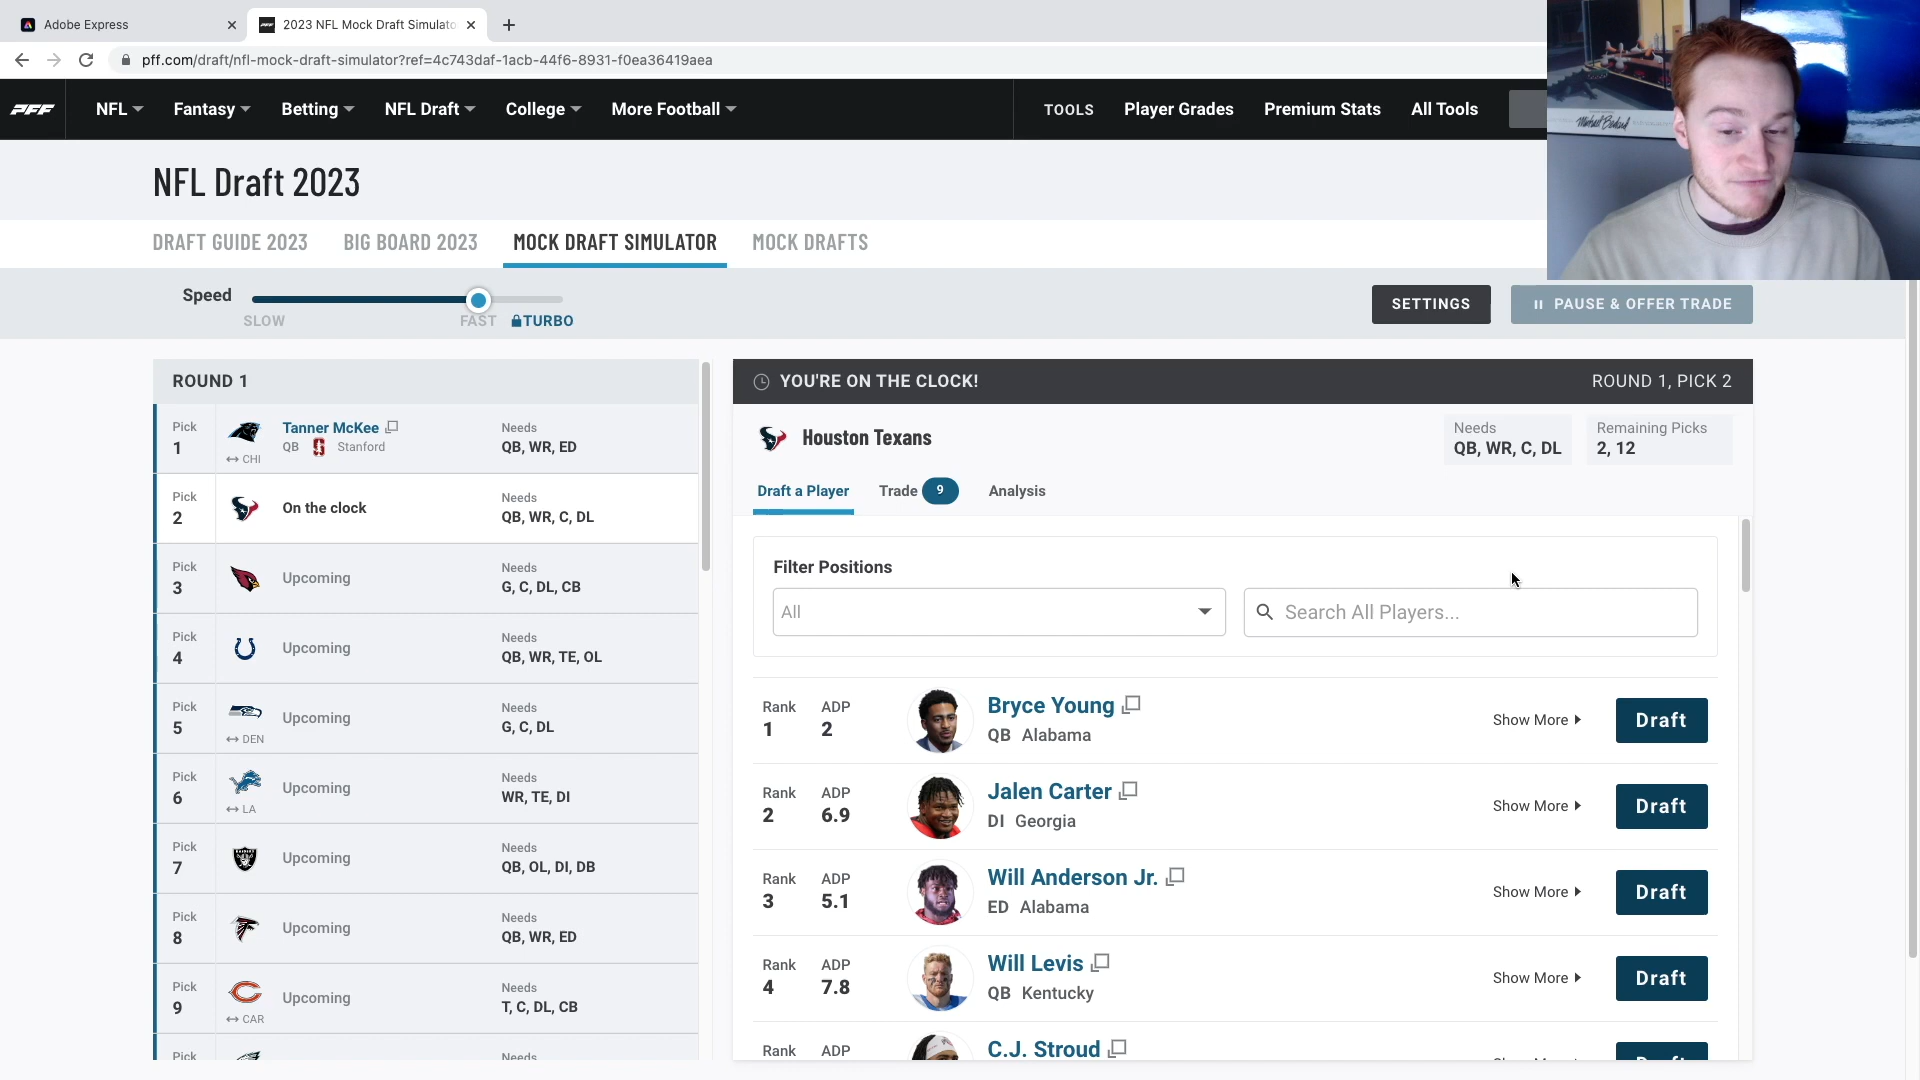 Adobe Express
2023 NFL Mock Draft Simulato
pff.com/draft/nfl-mock-draft-simulator?ref=4c743daf-1acb-44f6-8931-f0ea36419aea
PFF
NFL
Fantasy
Betting
NFL Draft
College
More Football
TOOLS
Player Grades
Premium Stats
All Tools
NFL Draft 2023
DRAFT GUIDE 2023
BIG BOARD 2023
MOCK DRAFT SIMULATOR
MOCK DRAFTS
Speed
SLOW
FAST
TURBO
SETTINGS
PAUSE & OFFER TRADE
ROUND 1
Pick
1
CHI
Tanner McKee
QB Stanford
Needs
QB, WR, ED
Pick
2
On the clock
Needs
QB, WR, C, DL
Pick
3
Upcoming
Needs
G, C, DL, CB
Pick
4
Upcoming
Needs
QB, WR, TE, OL
Pick
5
DEN
Upcoming
Needs
G, C, DL
Pick
6
LA
Upcoming
Needs
WR, TE, DI
Pick
7
Upcoming
Needs
QB, OL, DI, DB
Pick
8
Upcoming
Needs
QB, WR, ED
Pick
9
CAR
Upcoming
Needs
T, C, DL, CB
Pick
Needs
YOU'RE ON THE CLOCK!
ROUND 1, PICK 2
Houston Texans
Needs
QB, WR, C, DL
Remaining Picks
2, 12
Draft a Player
Trade 9
Analysis
Filter Positions
All
Search All Players...
Rank
1
ADP
2
Bryce Young
QB Alabama
Show More
Draft
Rank
2
ADP
6.9
Jalen Carter
DI Georgia
Show More
Draft
Rank
3
ADP
5.1
Will Anderson Jr.
ED Alabama
Show More
Draft
Rank
4
ADP
7.8
Will Levis
QB Kentucky
Show More
Draft
Rank
ADP
C.J. Stroud